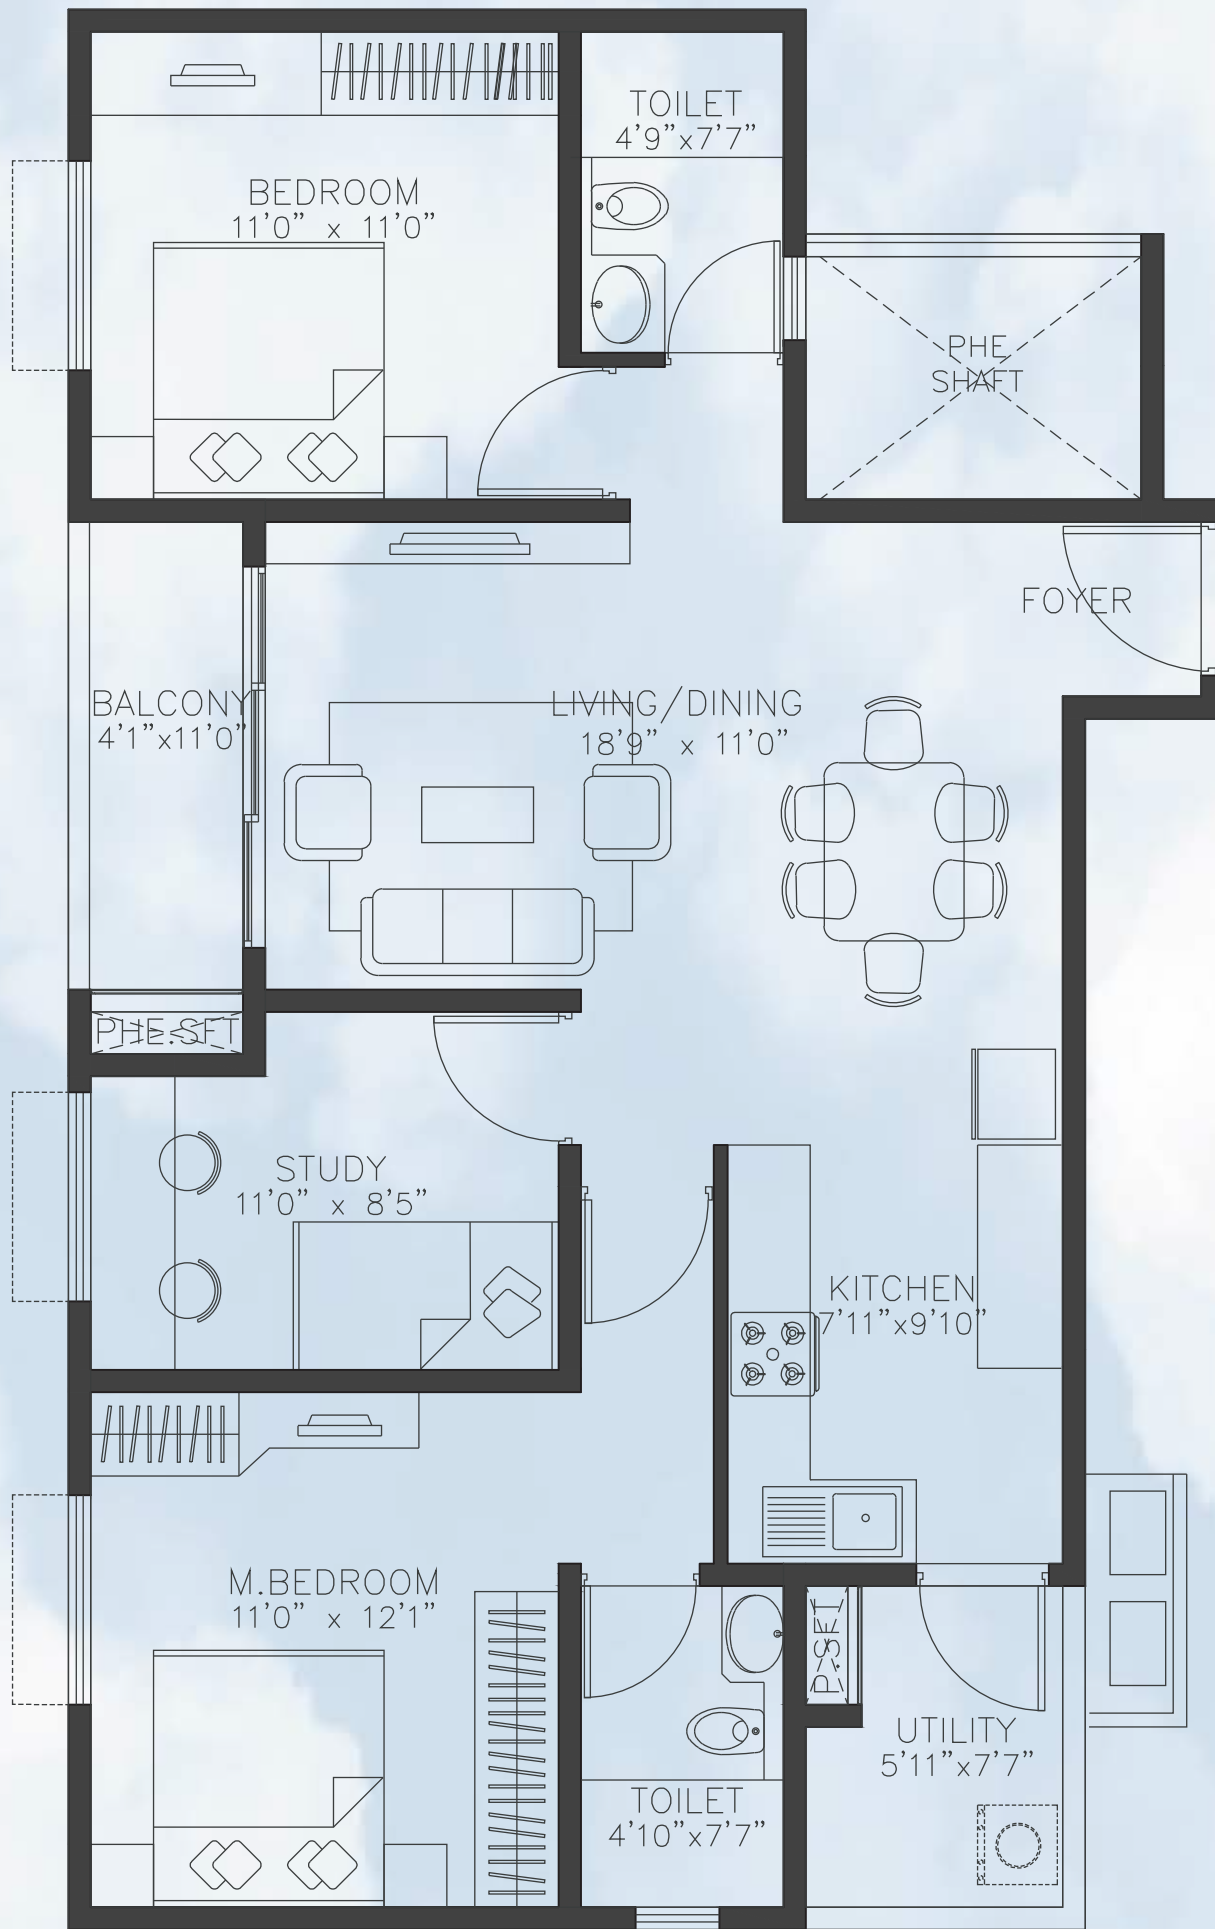 TOILET
4'9"x7'7"
BEDROOM
11'0" x 11'0"
PHE
SHAFT
FOYER
BALCONY
4'1"x11'0"
LIVING/DINING
18'9" x 11'0"
PHE.SFT
STUDY
11'0" x 8'5"
KITCHEN
7'11"x9'10"
M.BEDROOM
11'0" x 12'1"
P.SFT
UTILITY
5'11"x7'7"
TOILET
4'10"x7'7"